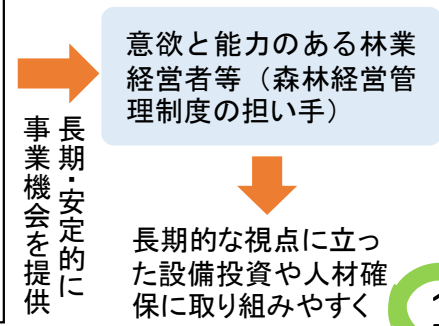 意欲と能力のある林業
経営者等（森林経営管
理制度の担い手）
長期・安定的に
事業機会を提供
長期的な視点に立っ
た設備投資や人材確
保に取り組みやすく